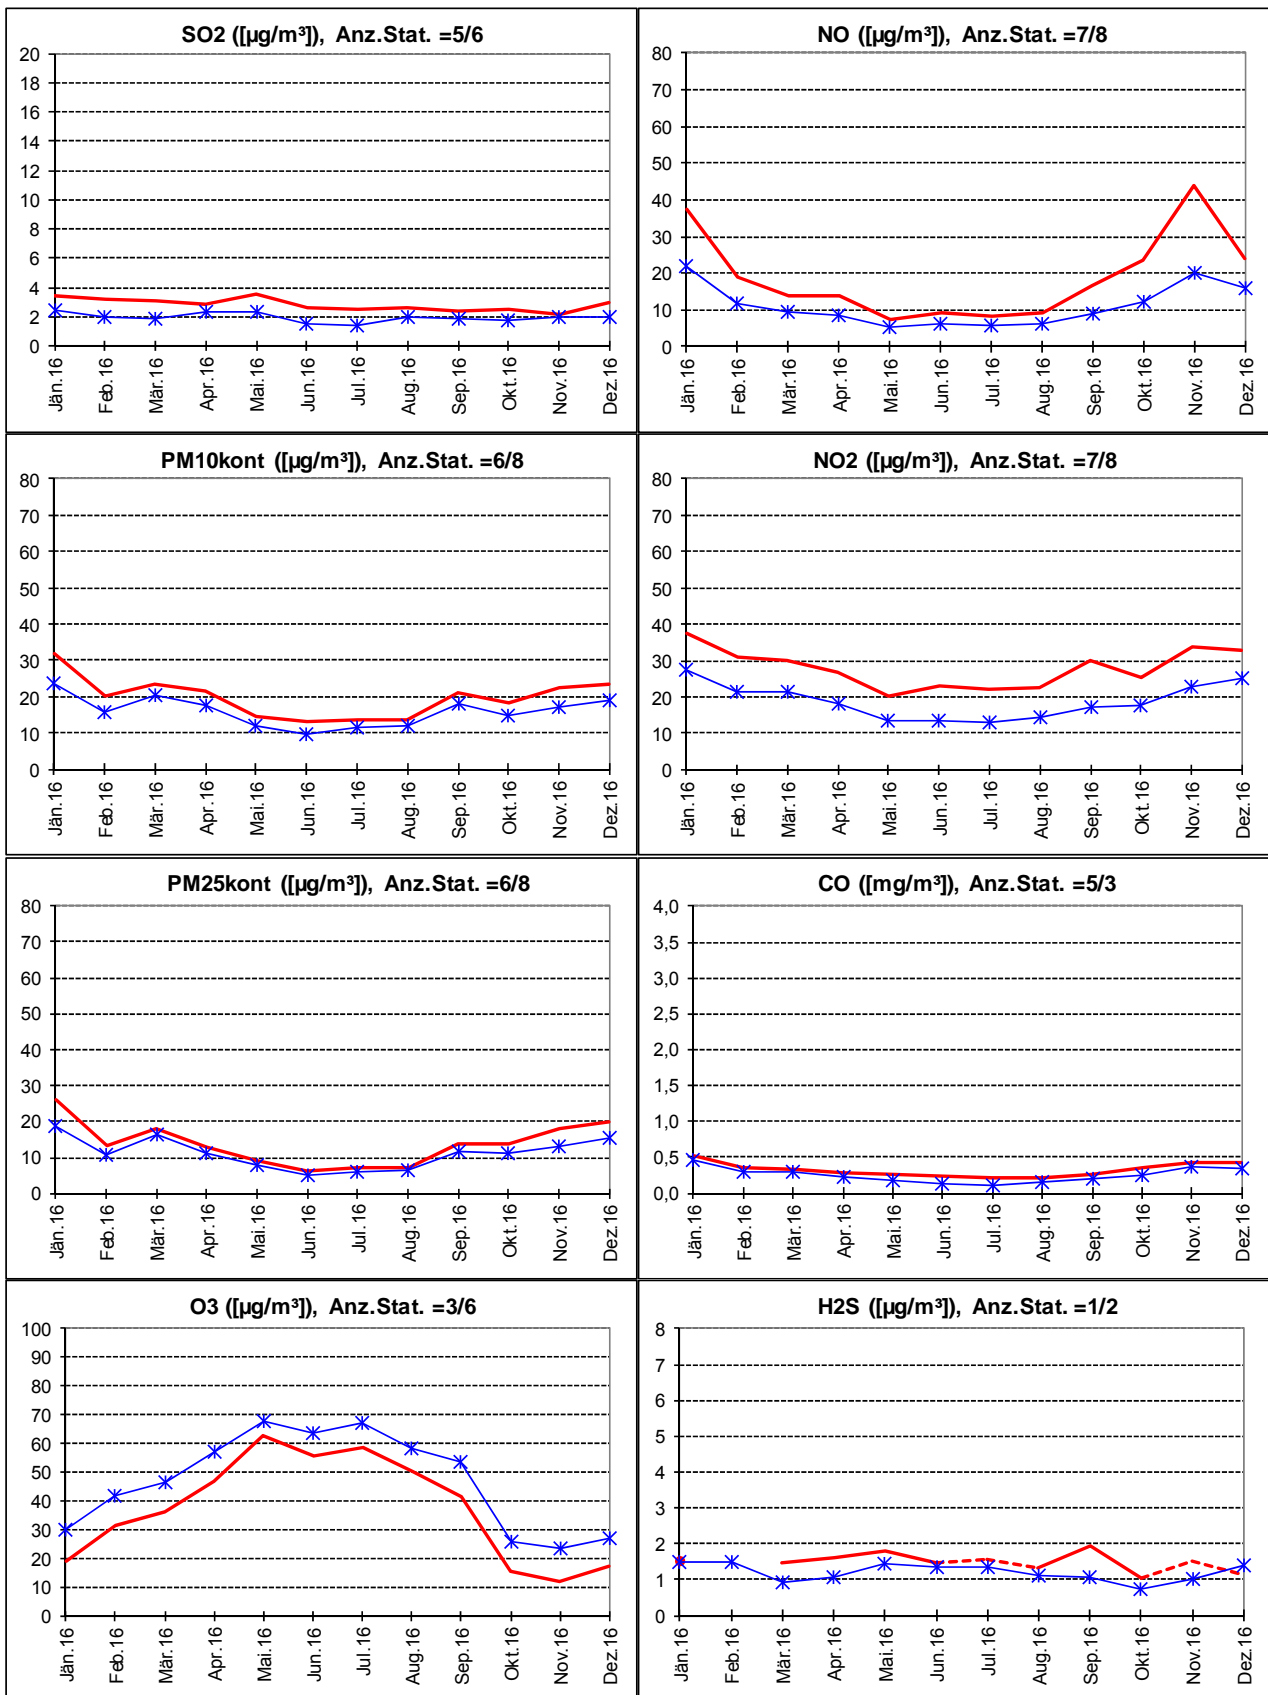 SO2 ([µg/m³]), Anz.Stat. =5/6
20
18
16
14
12
10
8
6
4
2
0
Jän.16
Feb.16
Mär.16
Apr.16
Mai.16
Jun.16
Jul.16
Aug.16
Sep.16
Okt.16
Nov.16
Dez.16
NO ([µg/m³]), Anz.Stat. =7/8
80
70
60
50
40
30
20
10
0
Jän.16
Feb.16
Mär.16
Apr.16
Mai.16
Jun.16
Jul.16
Aug.16
Sep.16
Okt.16
Nov.16
Dez.16
PM10kont ([µg/m³]), Anz.Stat. =6/8
80
70
60
50
40
30
20
10
0
Jän.16
Feb.16
Mär.16
Apr.16
Mai.16
Jun.16
Jul.16
Aug.16
Sep.16
Okt.16
Nov.16
Dez.16
NO2 ([µg/m³]), Anz.Stat. =7/8
80
70
60
50
40
30
20
10
0
Jän.16
Feb.16
Mär.16
Apr.16
Mai.16
Jun.16
Jul.16
Aug.16
Sep.16
Okt.16
Nov.16
Dez.16
PM25kont ([µg/m³]), Anz.Stat. =6/8
80
70
60
50
40
30
20
10
0
Jän.16
Feb.16
Mär.16
Apr.16
Mai.16
Jun.16
Jul.16
Aug.16
Sep.16
Okt.16
Nov.16
Dez.16
CO ([mg/m³]), Anz.Stat. =5/3
4,0
3,5
3,0
2,5
2,0
1,5
1,0
0,5
0,0
Jän.16
Feb.16
Mär.16
Apr.16
Mai.16
Jun.16
Jul.16
Aug.16
Sep.16
Okt.16
Nov.16
Dez.16
O3 ([µg/m³]), Anz.Stat. =3/6
100
90
80
70
60
50
40
30
20
10
0
Jän.16
Feb.16
Mär.16
Apr.16
Mai.16
Jun.16
Jul.16
Aug.16
Sep.16
Okt.16
Nov.16
Dez.16
H2S ([µg/m³]), Anz.Stat. =1/2
8
7
6
5
4
3
2
1
0
Jän.16
Feb.16
Mär.16
Apr.16
Mai.16
Jun.16
Jul.16
Aug.16
Sep.16
Okt.16
Nov.16
Dez.16